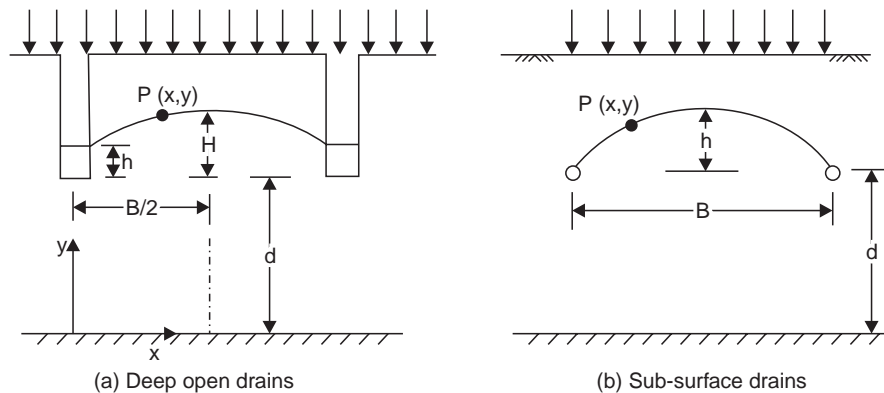 P (x,y)
h
H
B/2
y
d
x
(a) Deep open drains
P (x,y)
h
B
d
(b) Sub-surface drains